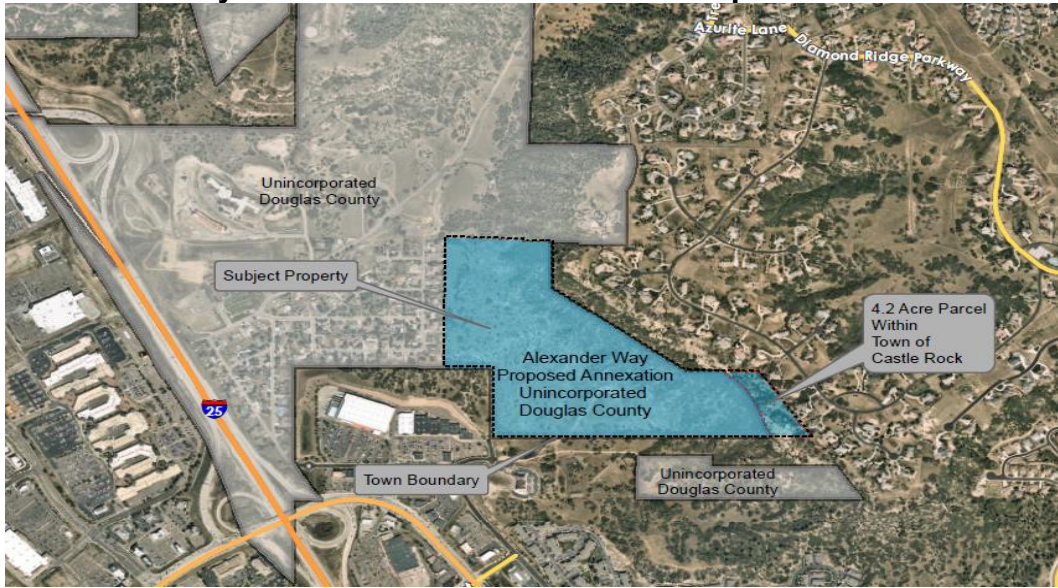 Azurite Lane
Diamond Ridge Parkway
Unincorporated
Douglas County
Subject Property
4.2 Acre Parcel
Within
Town of
Castle Rock
Alexander Way
Proposed Annexation
Unincorporated
Douglas County
25
Town Boundary
Unincorporated
Douglas County